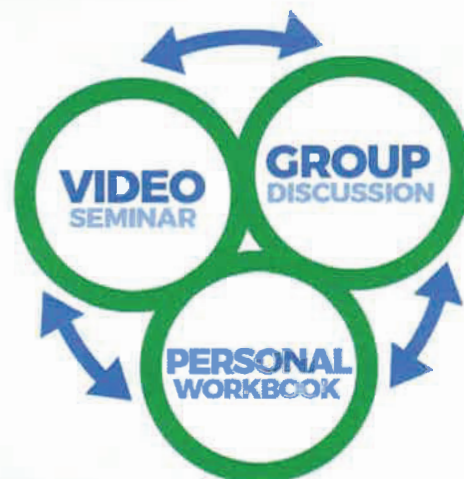 VIDEO
SEMINAR
GROUP
DISCUSSION
PERSONAL
WORKBOOK